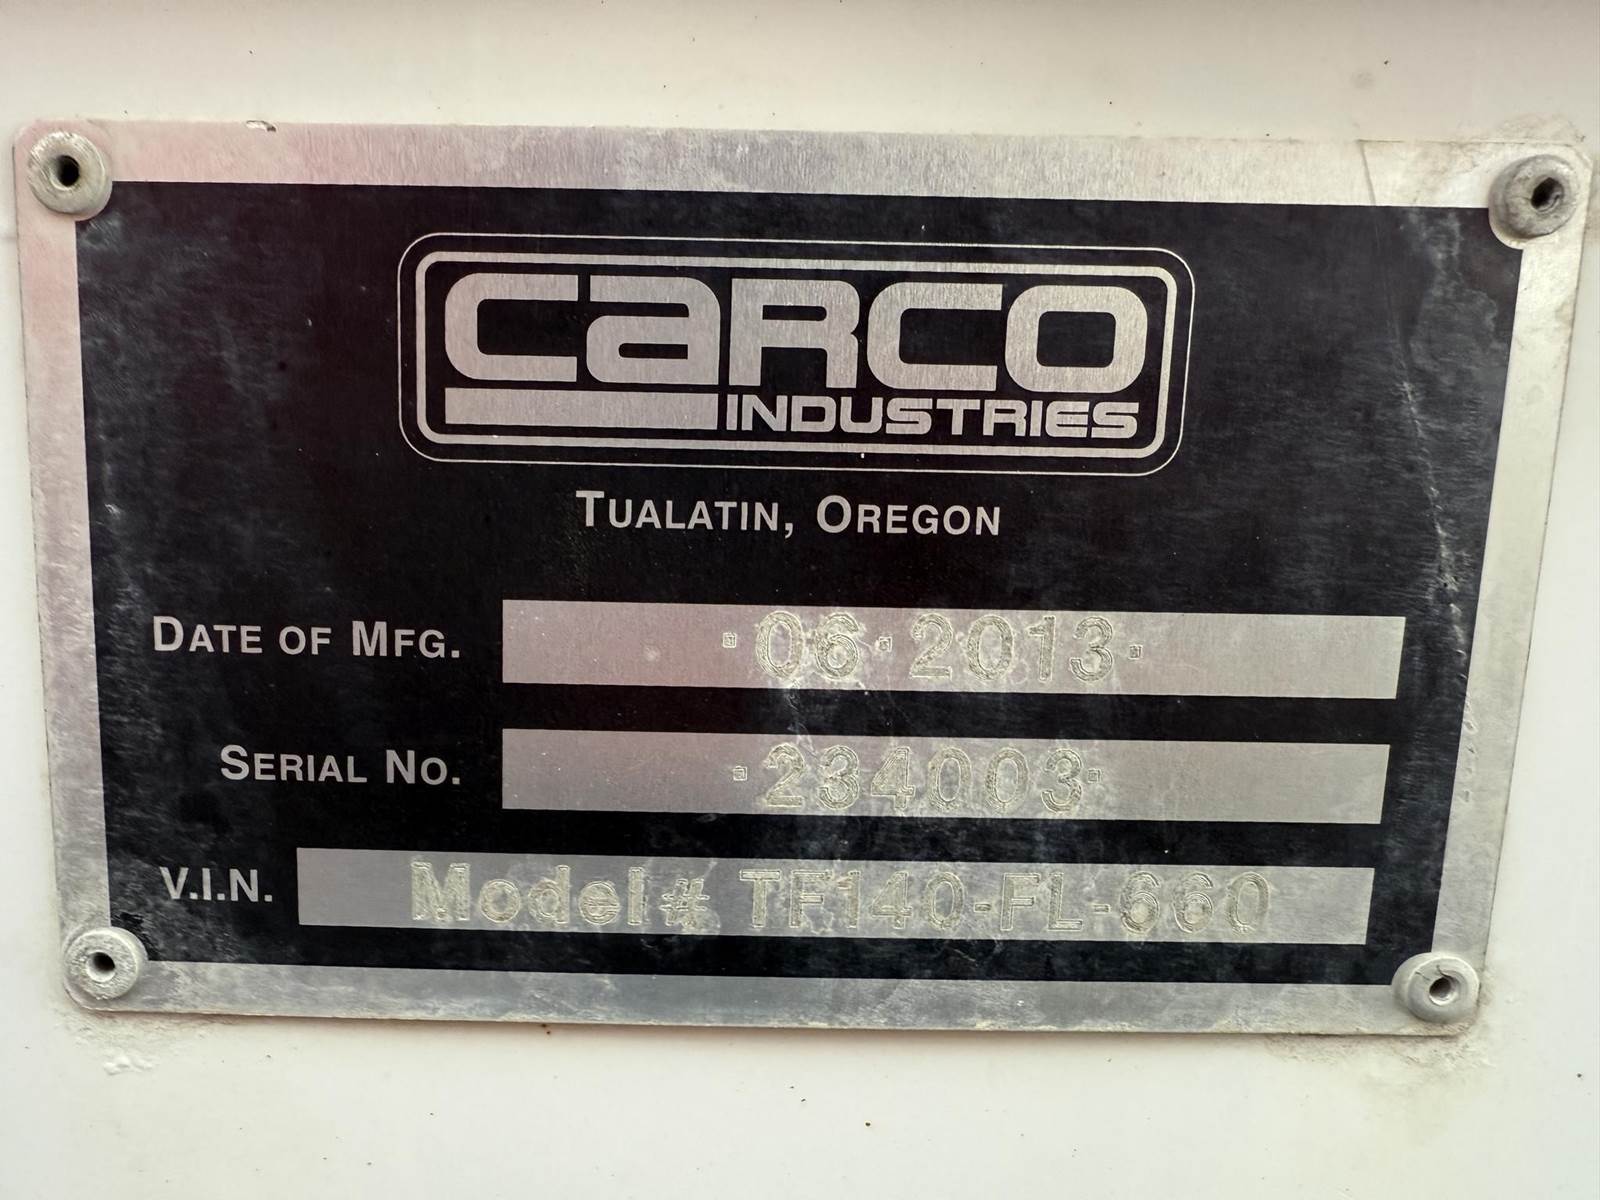 CARCO
INDUSTRIES
TUALATIN, OREGON
DATE OF MFG. ·06·2013·
SERIAL NO. ·234003·
V.I.N. Model# TF140-FL-660